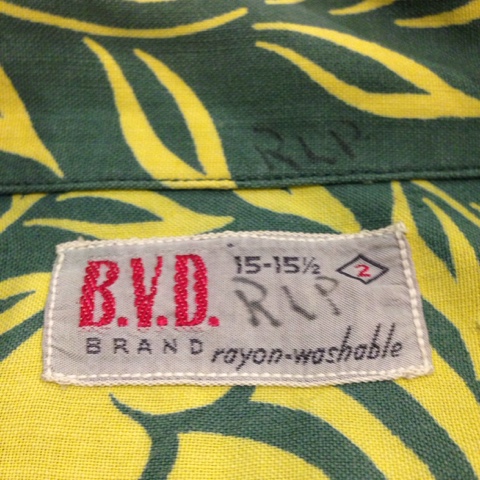 RLP.
B.V.D. 15-15½ 2
RLP
BRAND rayon-washable